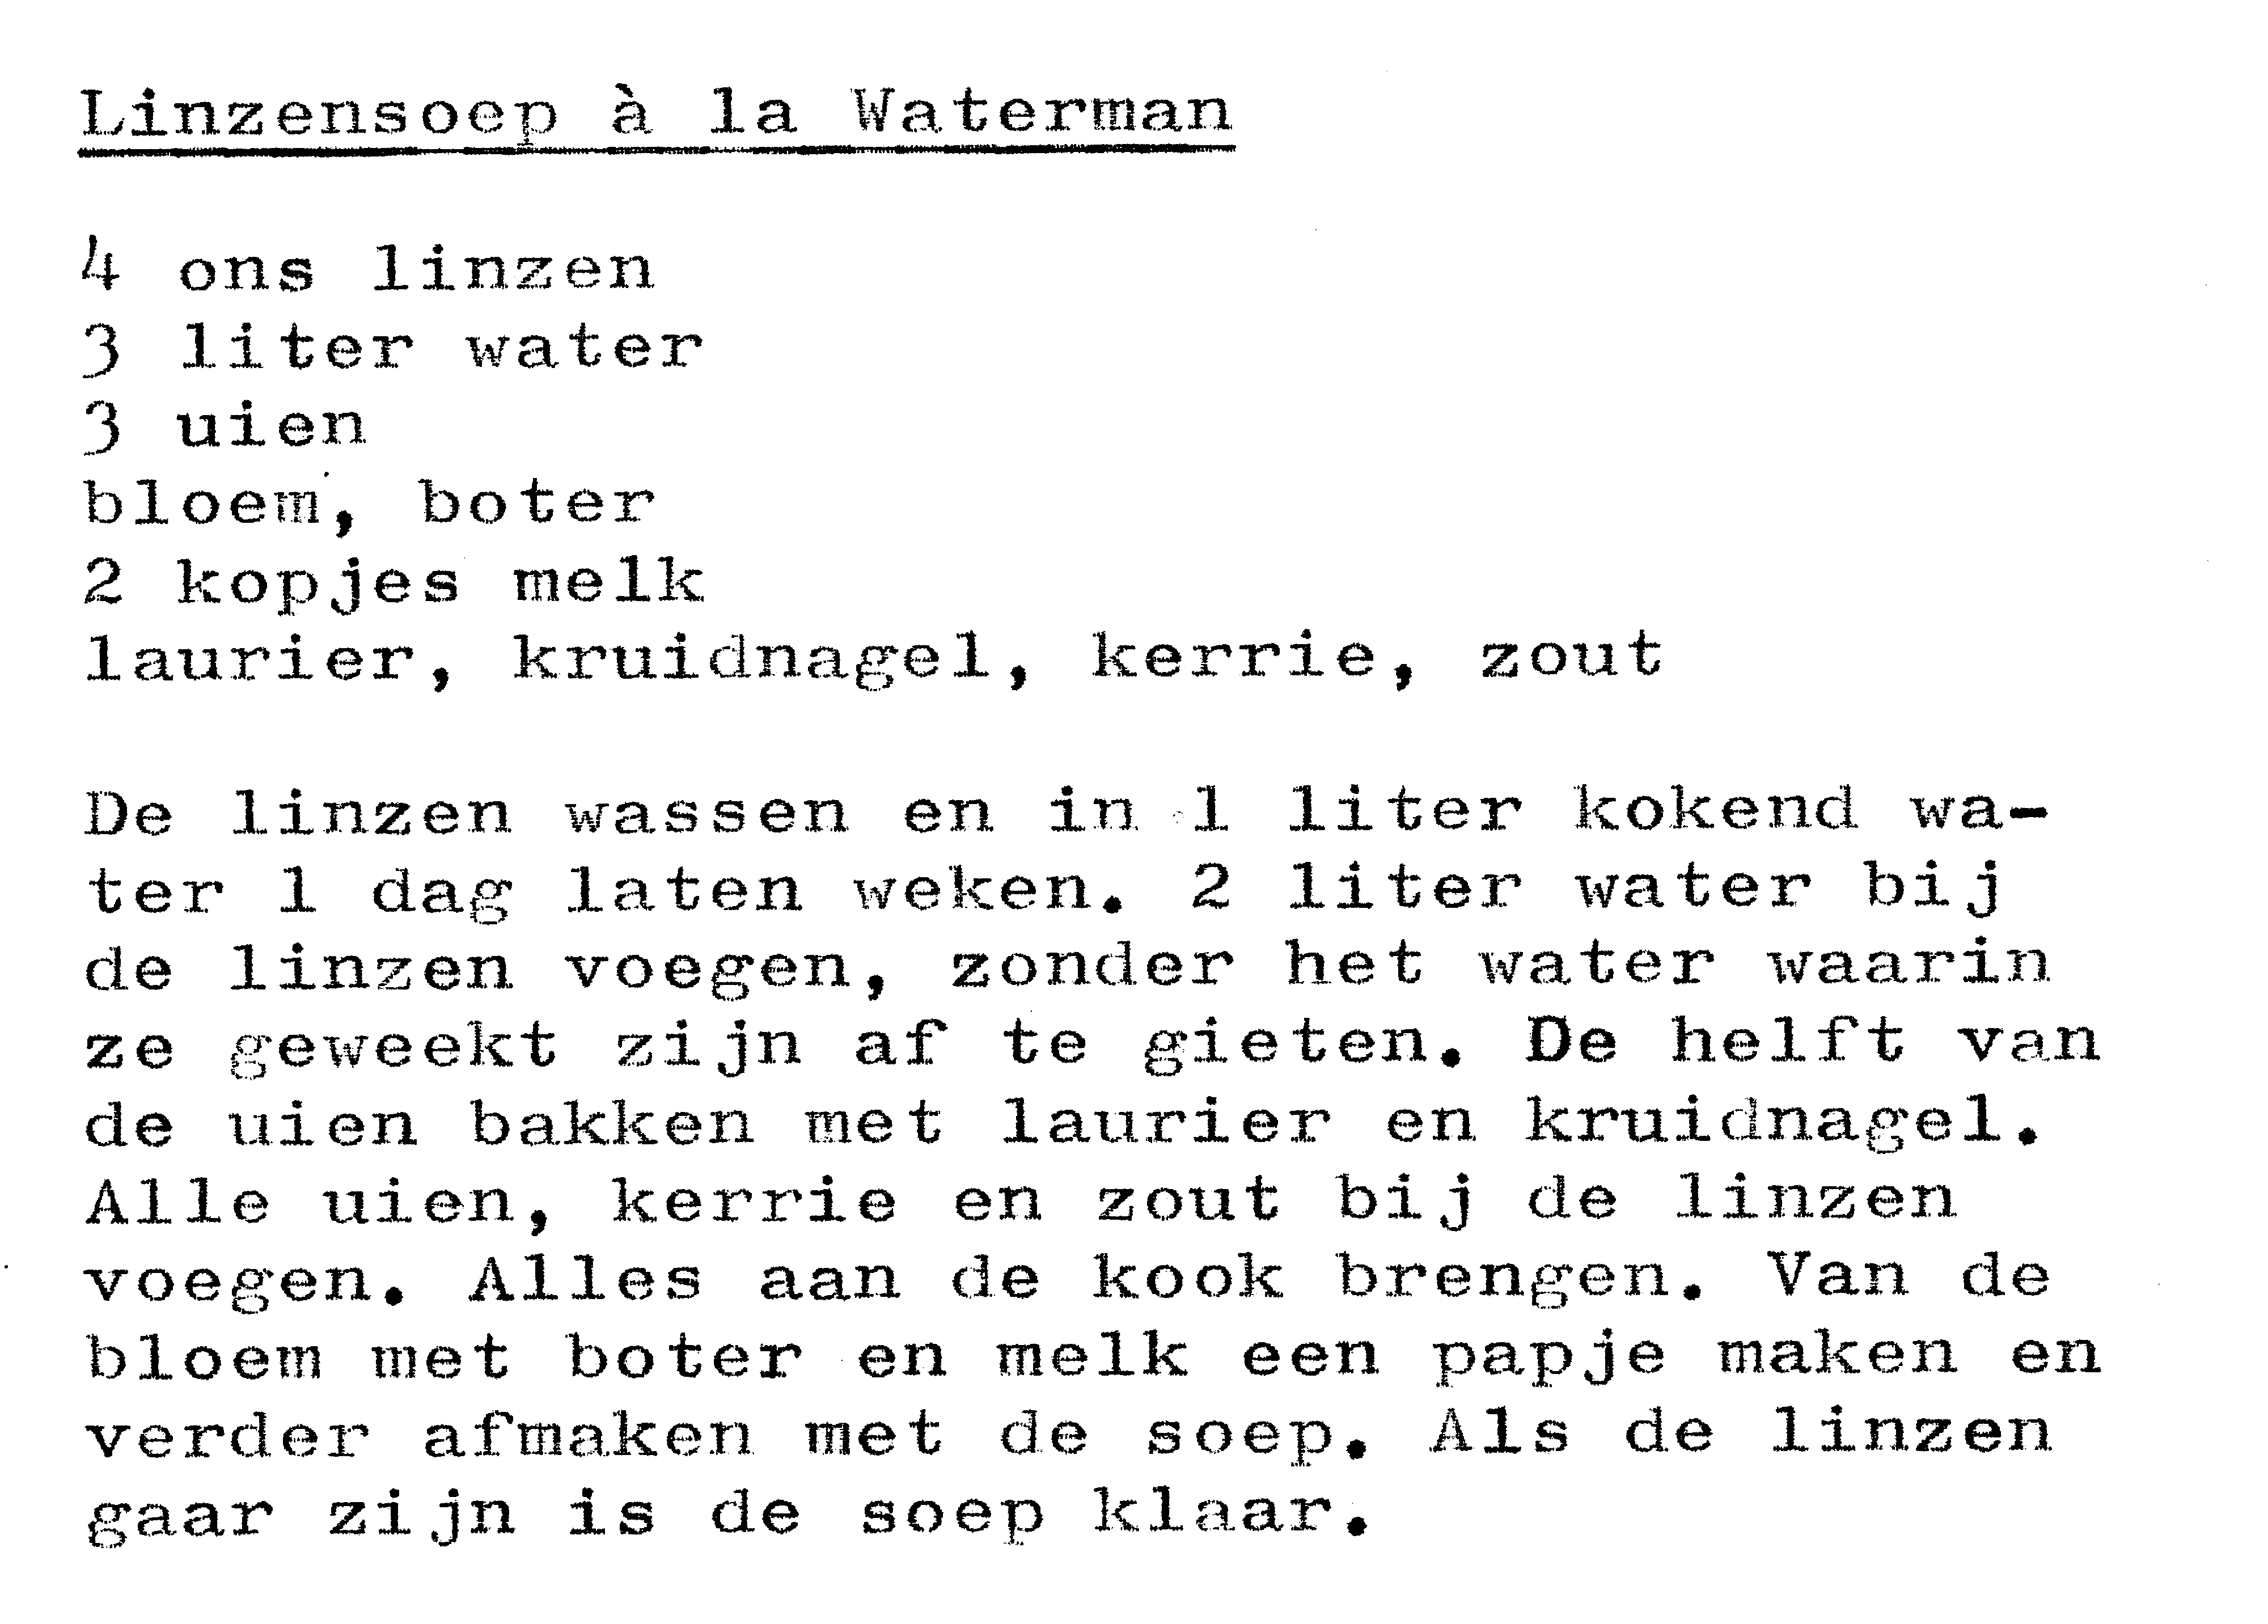 Linzensoep à la Waterman
4 ons linzen
3 liter water
3 uien
bloem, boter
2 kopjes melk
laurier, kruidnagel, kerrie, zout
De linzen wassen en in 1 liter kokend wa-
ter 1 dag laten weken. 2 liter water bij
de linzen voegen, zonder het water waarin
ze geweekt zijn af te gieten. De helft van
de uien bakken met laurier en kruidnagel.
Alle uien, kerrie en zout bij de linzen
voegen. Alles aan de kook brengen. Van de
bloem met boter en melk een papje maken en
verder afmaken met de soep. Als de linzen
gaar zijn is de soep klaar.